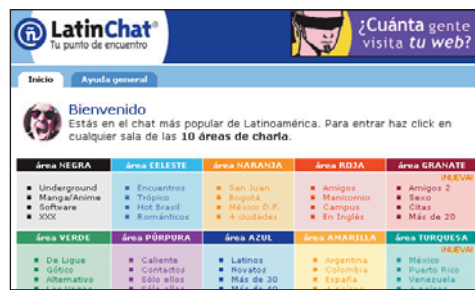 LatinChat®
Tu punto de encuentro
¿Cuánta gente
visita tu web?
Inicio
Ayuda general
Bienvenido
Estás en el chat más popular de Latinoamérica. Para entrar haz click en
cualquier sala de las 10 áreas de charla.
área NEGRA
Underground
Manga/Anime
Software
XXX
área CELESTE
Encuentros
Trópico
Hot Brasil
Románticos
área NARANJA
San Juan
Bogotá
México D.F.
+ ciudades
área ROJA
Amigos
Manicomio
Campus
En Inglés
área GRANATE
¡NUEVA!
Amigos 2
Sexo
Citas
Más de 20
área VERDE
De Ligue
Gótico
Alternativo
Las Vegas
área PÚRPURA
Caliente
Contactos
Sólo ellos
Sólo ellas
área AZUL
Latinos
Novatos
Más de 30
Más de 40
área AMARILLA
Argentina
Colombia
España
área TURQUESA
¡NUEVA!
México
Puerto Rico
Venezuela